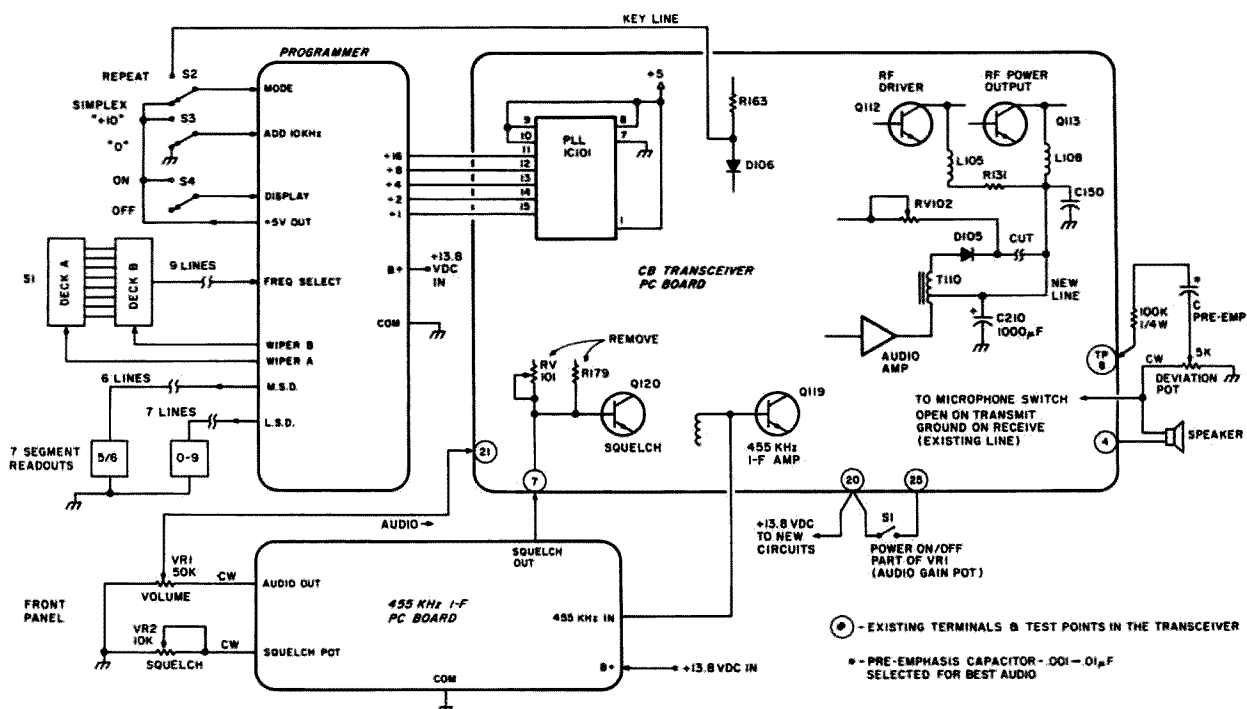 KEY LINE
PROGRAMMER
REPEAT
S2
MODE
SIMPLEX
"+10"
S3
ADD 10KHz
"0"
ON
S4
DISPLAY
OFF
+5V OUT
S1
DECK A
DECK B
9 LINES
FREQ SELECT
WIPER B
WIPER A
6 LINES
M.S.D.
7 LINES
L.S.D.
7 SEGMENT
READOUTS
5/6
0-9
+16
+8
+4
+2
+1
B+
+13.8
VDC
IN
COM
+5
9
10
11
12
13
14
15
PLL
IC101
8
7
1
R163
D106
RF
DRIVER
Q112
RF POWER
OUTPUT
Q113
L105
L108
R131
C150
RV102
D105
CUT
T110
NEW
LINE
C210
1000µF
+
AUDIO
AMP
CB TRANSCEIVER
PC BOARD
REMOVE
RV
101
R179
Q120
SQUELCH
Q119
455 KHz
I-F AMP
100K
1/4W
*
C
PRE-EMP
TP
8
CW
5K
DEVIATION
POT
TO MICROPHONE SWITCH
OPEN ON TRANSMIT
GROUND ON RECEIVE
(EXISTING LINE)
4
SPEAKER
21
7
20
25
AUDIO →
SQUELCH
OUT
+13.8 VDC
TO NEW
CIRCUITS
S1
POWER ON/OFF
PART OF VR1
(AUDIO GAIN POT)
FRONT
PANEL
VR1
50K
CW
VOLUME
AUDIO OUT
VR2
10K
CW
SQUELCH
SQUELCH POT
455 KHz I-F
PC BOARD
455 KHz IN
B+
+13.8 VDC IN
COM
- EXISTING TERMINALS & TEST POINTS IN THE TRANSCEIVER
* - PRE-EMPHASIS CAPACITOR - .001 - .01µF
SELECTED FOR BEST AUDIO